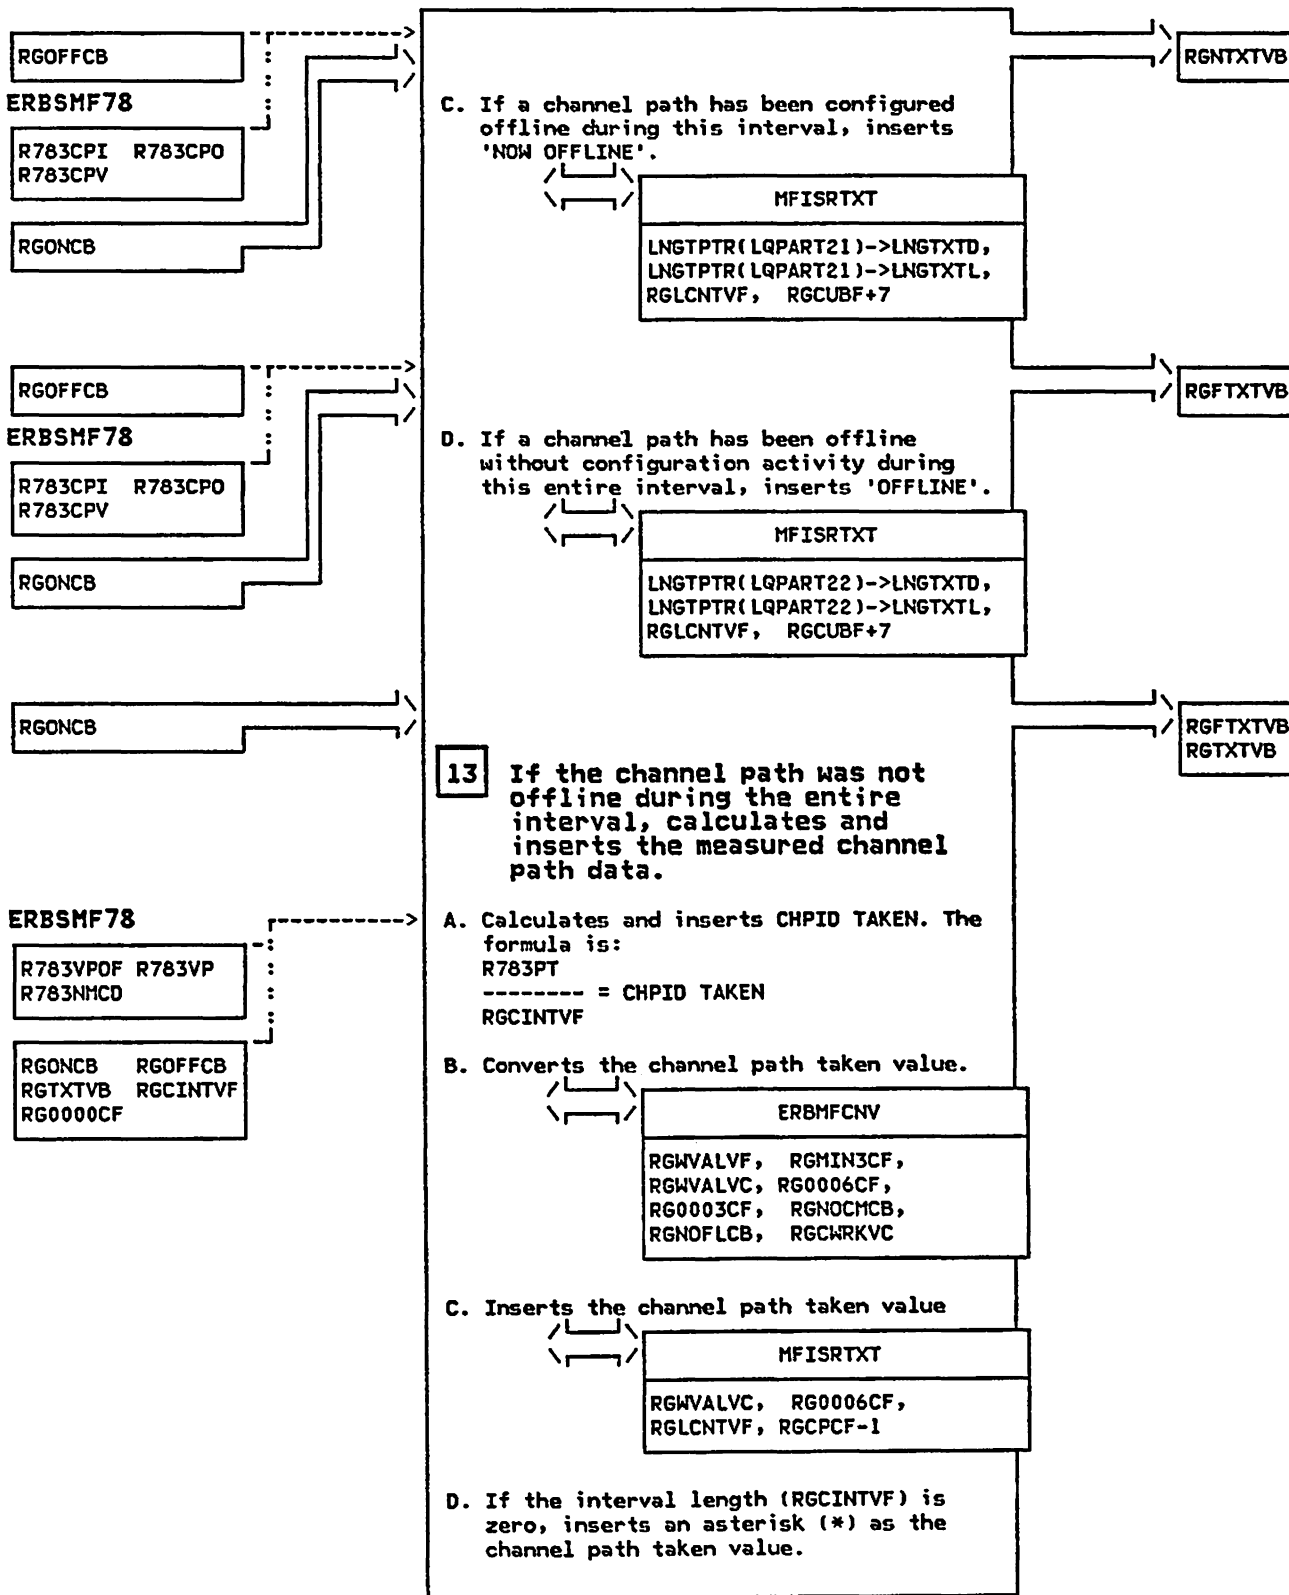 RGOFFCB
ERBSMF78
R783CPI R783CPO
R783CPV
RGONCB
C. If a channel path has been configured
offline during this interval, inserts
'NOW OFFLINE'.
MFISRTXT
LNGTPTR(LQPART21)->LNGTXTD,
LNGTPTR(LQPART21)->LNGTXTL,
RGLCNTVF, RGCUBF+7
RGNTXTVB
RGOFFCB
ERBSMF78
R783CPI R783CPO
R783CPV
RGONCB
D. If a channel path has been offline
without configuration activity during
this entire interval, inserts 'OFFLINE'.
MFISRTXT
LNGTPTR(LQPART22)->LNGTXTD,
LNGTPTR(LQPART22)->LNGTXTL,
RGLCNTVF, RGCUBF+7
RGFTXTVB
RGONCB
RGFTXTVB
RGTXTVB
13 If the channel path was not
offline during the entire
interval, calculates and
inserts the measured channel
path data.
ERBSMF78
R783VPOF R783VP
R783NMCD
RGONCB RGOFFCB
RGTXTVB RGCINTVF
RG0000CF
A. Calculates and inserts CHPID TAKEN. The
formula is:
R783PT
-------- = CHPID TAKEN
RGCINTVF
B. Converts the channel path taken value.
ERBMFCNV
RGWVALVF, RGMIN3CF,
RGWVALVC, RG0006CF,
RG0003CF, RGNOCMCB,
RGNOFLCB, RGCWRKVC
C. Inserts the channel path taken value
MFISRTXT
RGWVALVC, RG0006CF,
RGLCNTVF, RGCPCF-1
D. If the interval length (RGCINTVF) is
zero, inserts an asterisk (*) as the
channel path taken value.